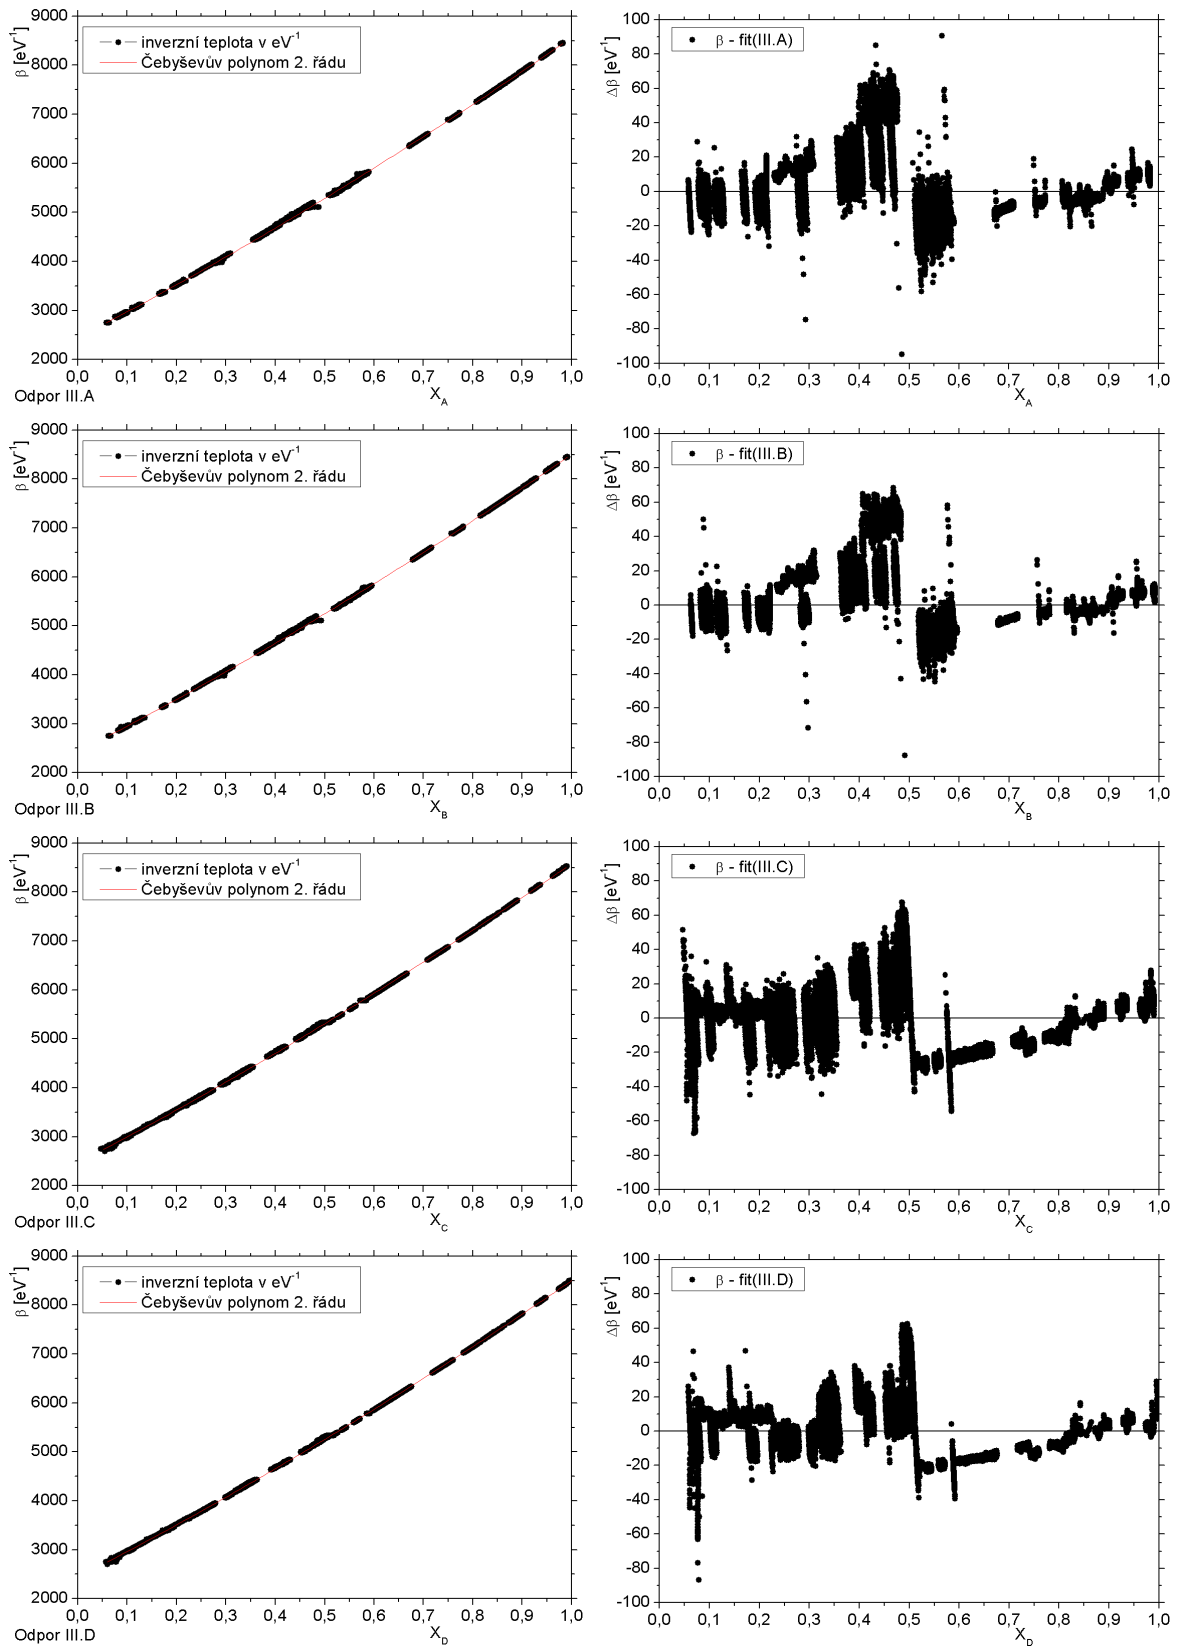 9000
8000
7000
6000
5000
4000
3000
2000
β [eV⁻¹]
inverzní teplota v eV⁻¹
Čebyševův polynom 2. řádu
0,0 0,1 0,2 0,3 0,4 0,5 0,6 0,7 0,8 0,9 1,0
Odpor III.A
X_A
100
80
60
40
20
0
-20
-40
-60
-80
-100
Δβ [eV⁻¹]
β - fit(III.A)
0,0 0,1 0,2 0,3 0,4 0,5 0,6 0,7 0,8 0,9 1,0
X_A
9000
8000
7000
6000
5000
4000
3000
2000
β [eV⁻¹]
inverzní teplota v eV⁻¹
Čebyševův polynom 2. řádu
0,0 0,1 0,2 0,3 0,4 0,5 0,6 0,7 0,8 0,9 1,0
Odpor III.B
X_B
100
80
60
40
20
0
-20
-40
-60
-80
-100
Δβ [eV⁻¹]
β - fit(III.B)
0,0 0,1 0,2 0,3 0,4 0,5 0,6 0,7 0,8 0,9 1,0
X_B
9000
8000
7000
6000
5000
4000
3000
2000
β [eV⁻¹]
inverzní teplota v eV⁻¹
Čebyševův polynom 2. řádu
0,0 0,1 0,2 0,3 0,4 0,5 0,6 0,7 0,8 0,9 1,0
Odpor III.C
X_C
100
80
60
40
20
0
-20
-40
-60
-80
-100
Δβ [eV⁻¹]
β - fit(III.C)
0,0 0,1 0,2 0,3 0,4 0,5 0,6 0,7 0,8 0,9 1,0
X_C
9000
8000
7000
6000
5000
4000
3000
2000
β [eV⁻¹]
inverzní teplota v eV⁻¹
Čebyševův polynom 2. řádu
0,0 0,1 0,2 0,3 0,4 0,5 0,6 0,7 0,8 0,9 1,0
Odpor III.D
X_D
100
80
60
40
20
0
-20
-40
-60
-80
-100
Δβ [eV⁻¹]
β - fit(III.D)
0,0 0,1 0,2 0,3 0,4 0,5 0,6 0,7 0,8 0,9 1,0
X_D